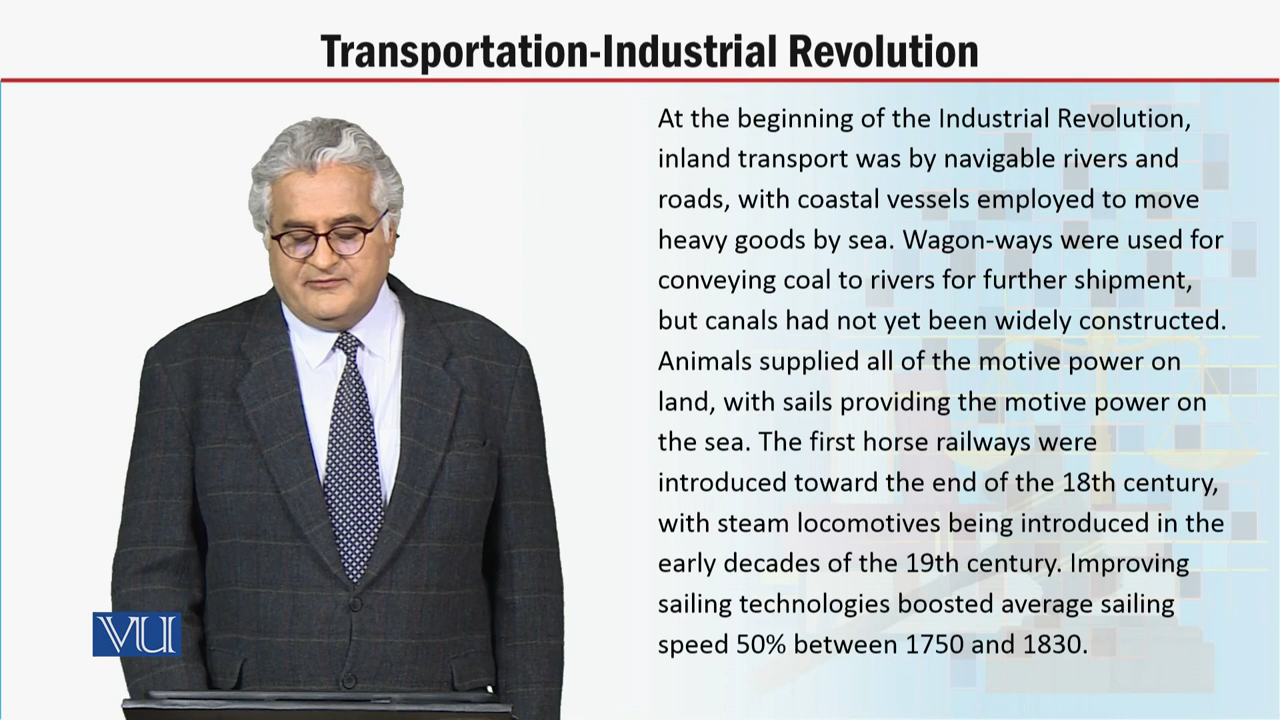 Transportation-Industrial Revolution
At the beginning of the Industrial Revolution,
inland transport was by navigable rivers and
roads, with coastal vessels employed to move
heavy goods by sea. Wagon-ways were used for
conveying coal to rivers for further shipment,
but canals had not yet been widely constructed.
Animals supplied all of the motive power on
land, with sails providing the motive power on
the sea. The first horse railways were
introduced toward the end of the 18th century,
with steam locomotives being introduced in the
early decades of the 19th century. Improving
sailing technologies boosted average sailing
speed 50% between 1750 and 1830.
VU